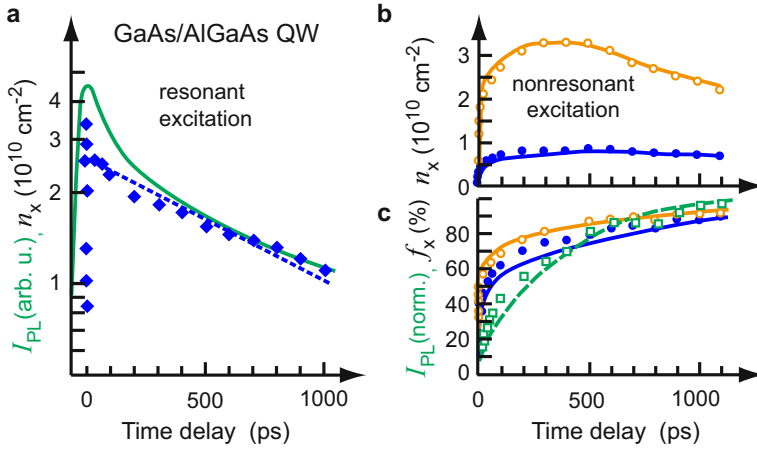 a
GaAs/AlGaAs QW
resonant
excitation
I_PL(arb. u.), n_x (10^10 cm^-2)
4
3
2
1
0 500 1000
Time delay (ps)
b
nonresonant
excitation
n_x (10^10 cm^-2)
3
2
1
0
c
I_PL(norm.), f_x(%)
80
60
40
20
0
0 500 1000
Time delay (ps)